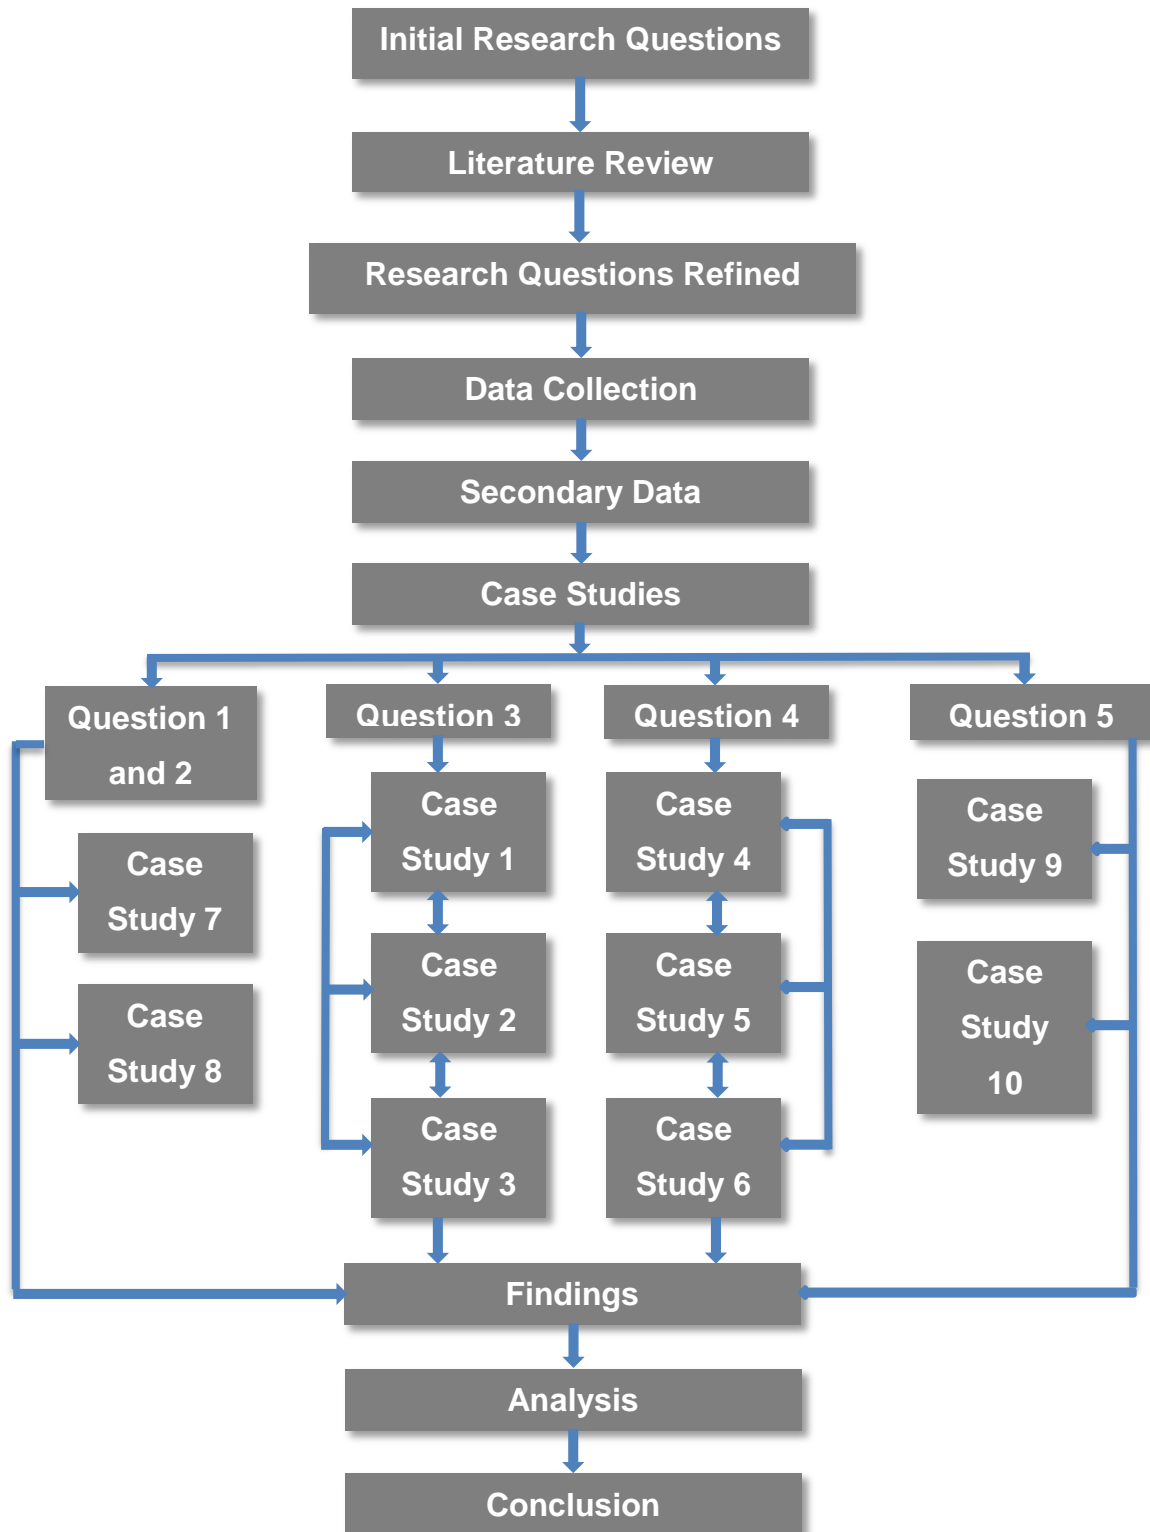 Initial Research Questions
Literature Review
Research Questions Refined
Data Collection
Secondary Data
Case Studies
Question 1
and 2
Question 3
Question 4
Question 5
Case
Study 7
Case
Study 8
Case
Study 1
Case
Study 2
Case
Study 3
Case
Study 4
Case
Study 5
Case
Study 6
Case
Study 9
Case
Study
10
Findings
Analysis
Conclusion